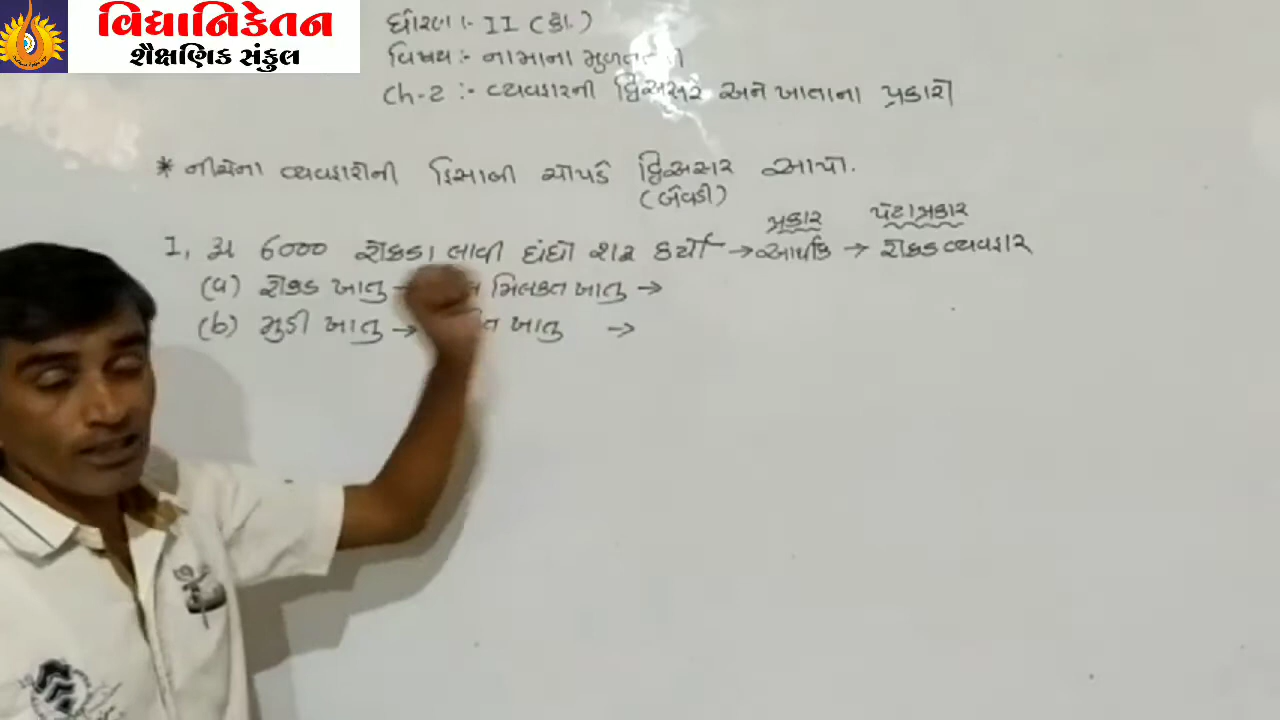 વિદ્યાનિકેતન
શૈક્ષણિક સંકુલ
ધોરણ :- 11 (કો.)
વિષય :- નામાના મુળતત્વો
Ch-2 :- વ્યવહારની દ્વિઅસર અને ખાતાના પ્રકારો
* નીચેના વ્યવહારોની હિસાબી ચોપડે દ્વિઅસર આપો.
(બેવડી)
પ્રકાર પેટાપ્રકાર
1, રૂ 6000 રોકડા લાવી ધંધો શરૂ કર્યો → આર્થિક → રોકડ વ્યવહાર
(a) રોકડ ખાતુ → મિલકત ખાતુ →
(b) મુડી ખાતુ → ખાતુ →